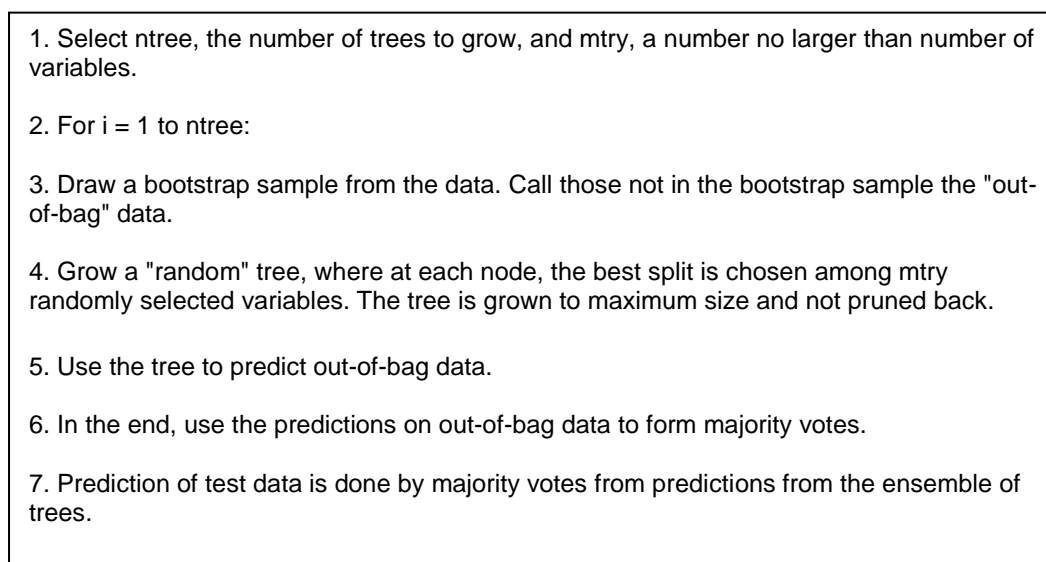 1. Select ntree, the number of trees to grow, and mtry, a number no larger than number of
variables.
2. For i = 1 to ntree:
3. Draw a bootstrap sample from the data. Call those not in the bootstrap sample the "out-
of-bag" data.
4. Grow a "random" tree, where at each node, the best split is chosen among mtry
randomly selected variables. The tree is grown to maximum size and not pruned back.
5. Use the tree to predict out-of-bag data.
6. In the end, use the predictions on out-of-bag data to form majority votes.
7. Prediction of test data is done by majority votes from predictions from the ensemble of
trees.